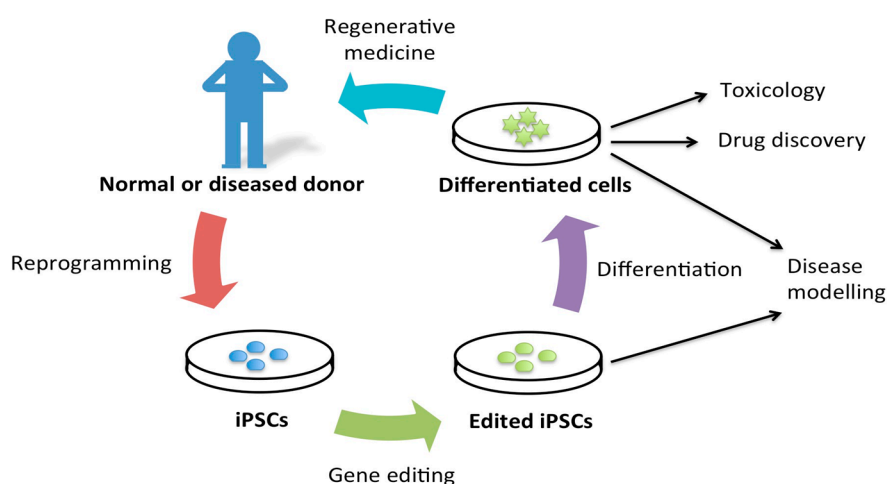 Regenerative
medicine
Toxicology
Drug discovery
Normal or diseased donor
Differentiated cells
Reprogramming
Differentiation
Disease
modelling
iPSCs
Edited iPSCs
Gene editing